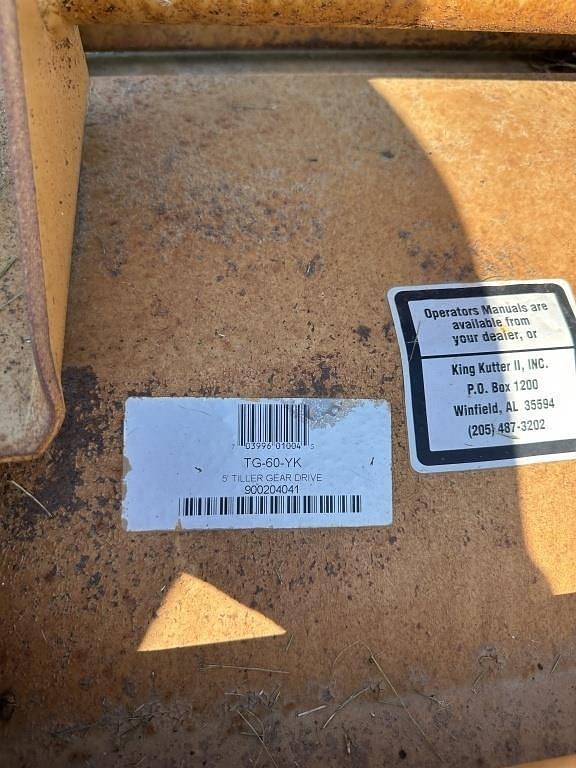 Operators Manuals are
available from
your dealer, or
King Kutter II, INC.
P.O. Box 1200
Winfield, AL 35594
(205) 487-3202
7 03996 01004 5
TG-60-YK
5' TILLER GEAR DRIVE
900204041